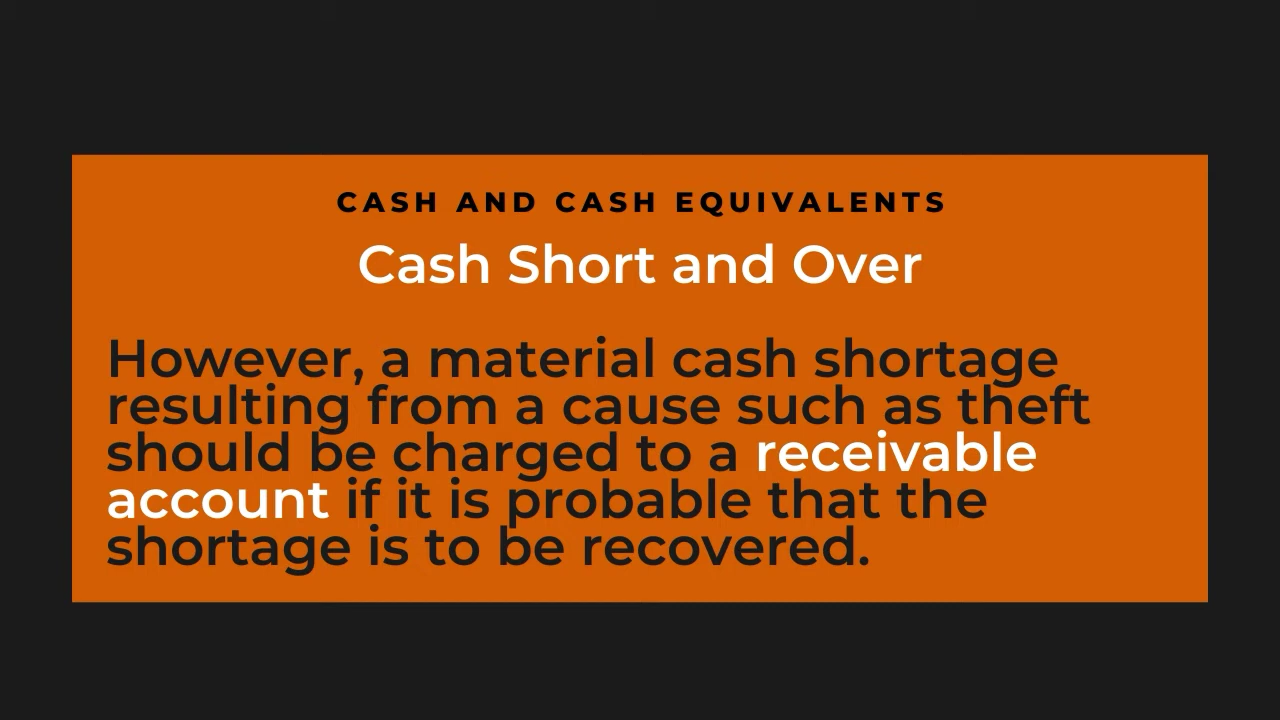 CASH AND CASH EQUIVALENTS
Cash Short and Over
However, a material cash shortage
resulting from a cause such as theft
should be charged to a receivable
account if it is probable that the
shortage is to be recovered.